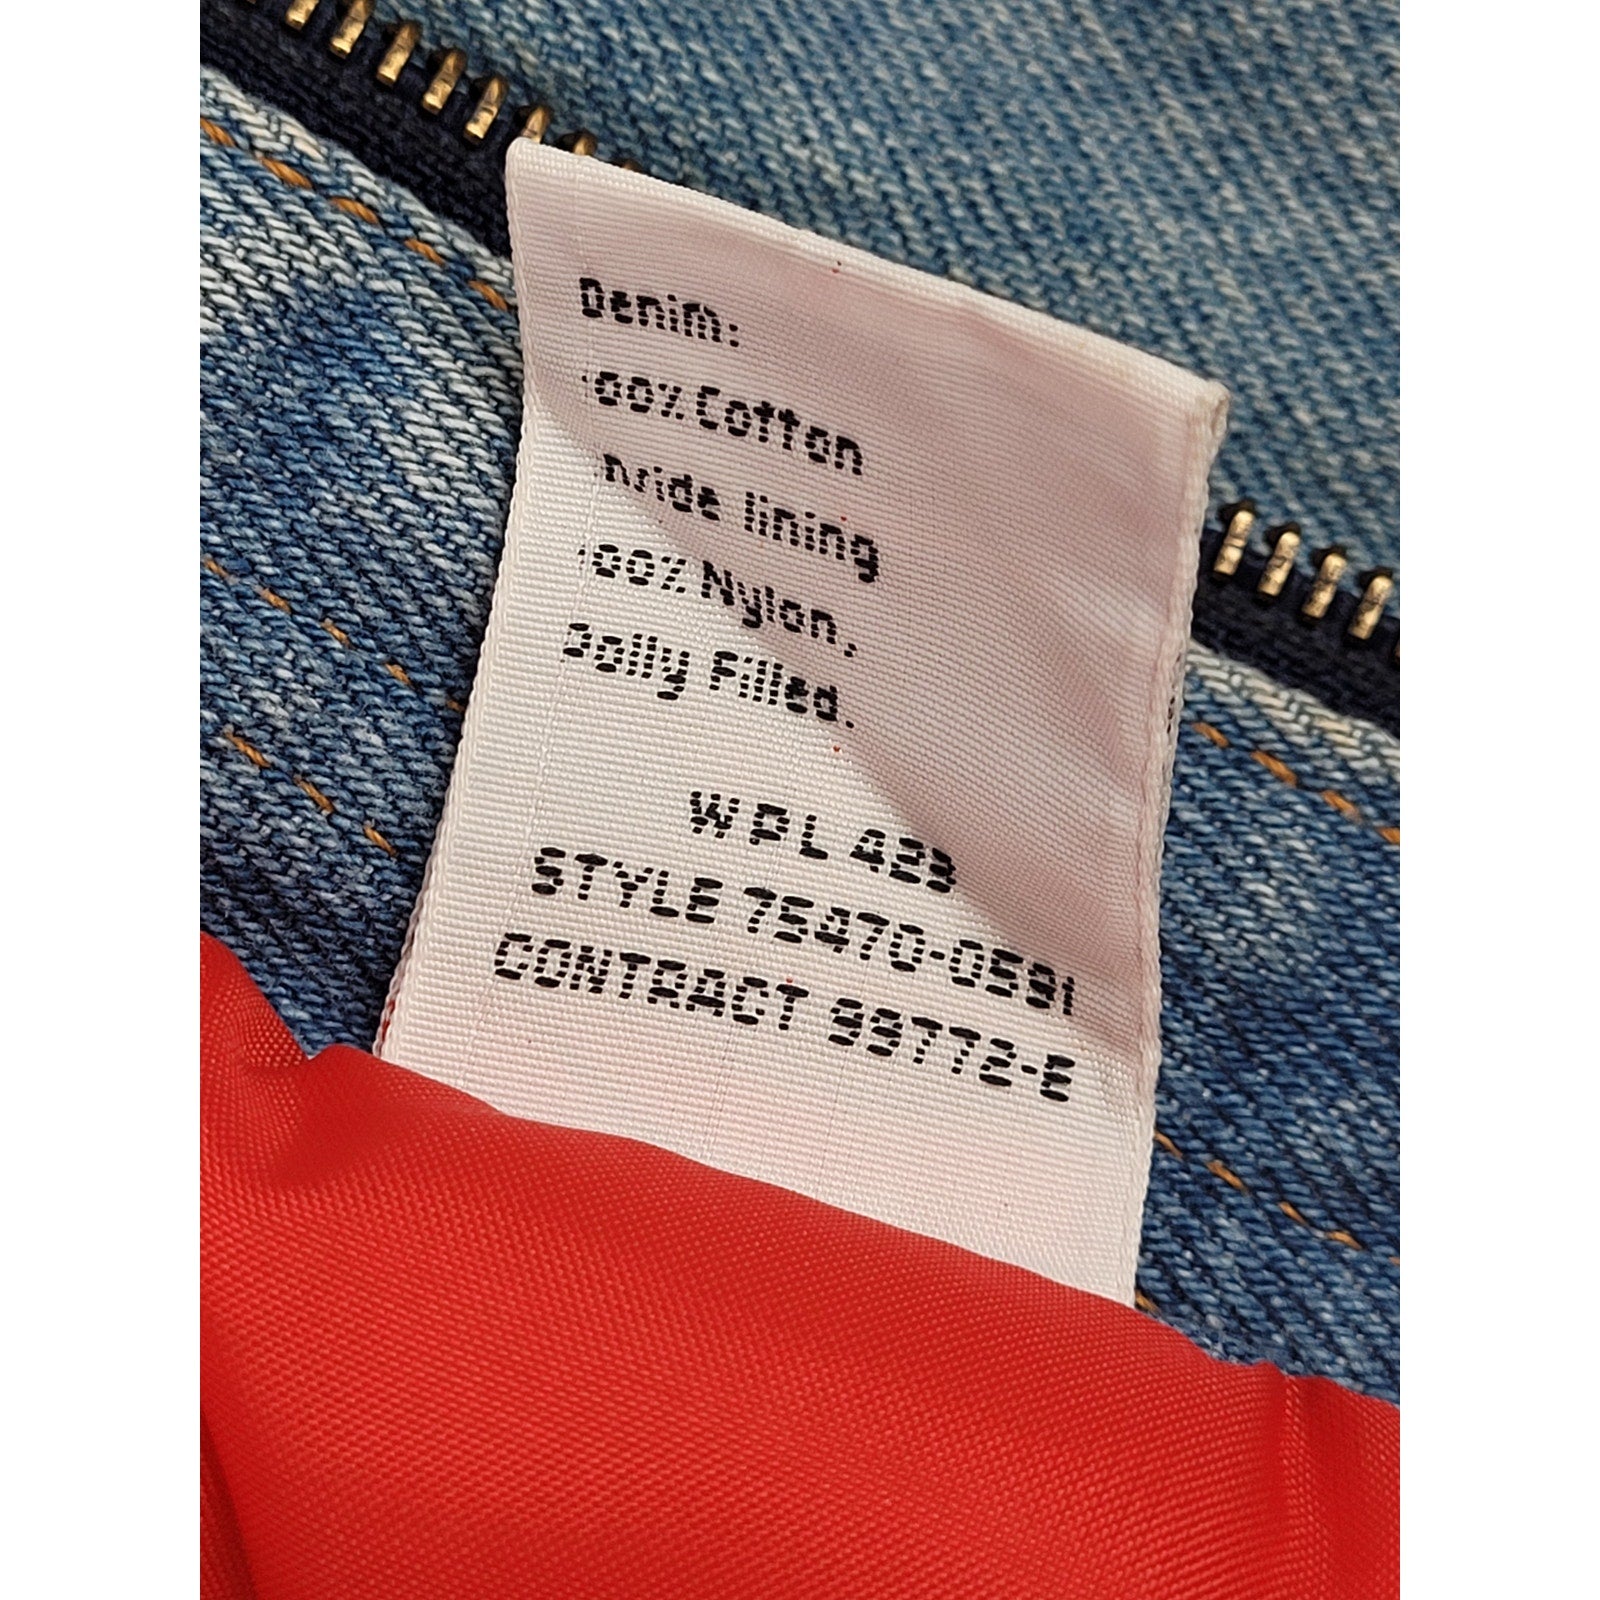 Denim:
100% Cotton
Inside lining
100% Nylon,
Polly Filled.
WPL 423
STYLE 75470-0591
CONTRACT 99772-E